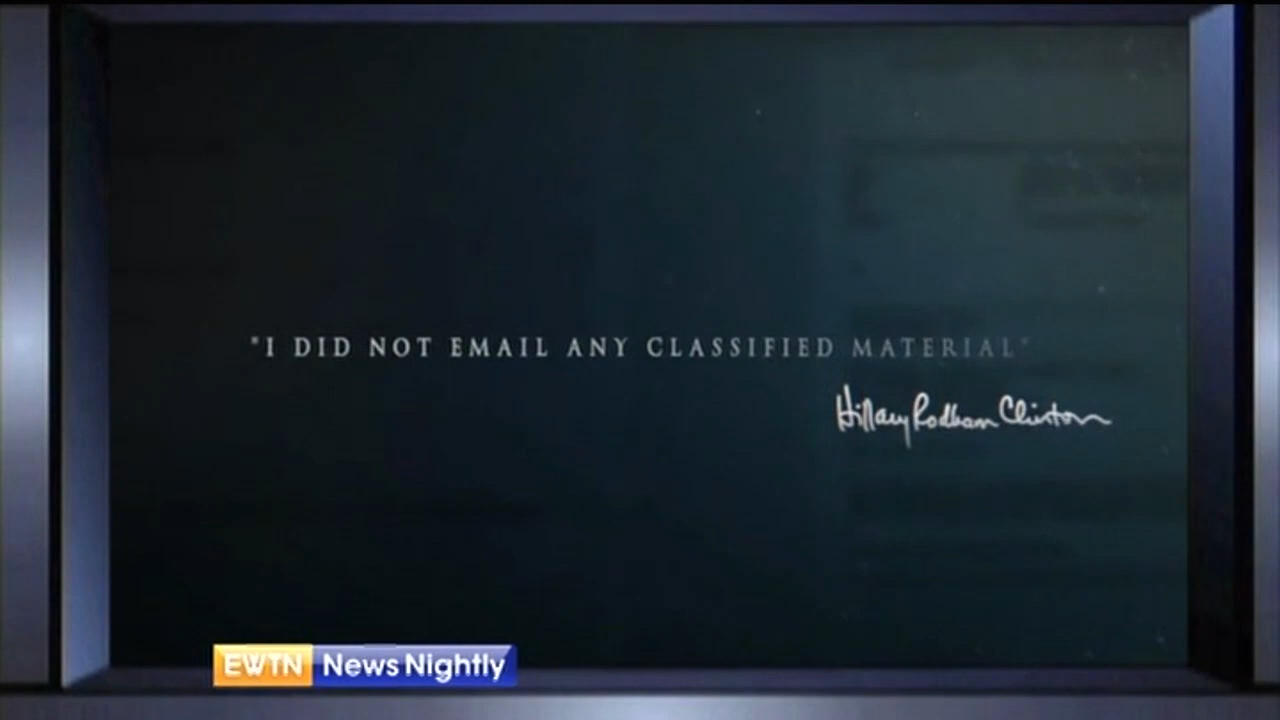 "I DID NOT EMAIL ANY CLASSIFIED MATERIAL"
Hillary Rodham Clinton
EWTN News Nightly